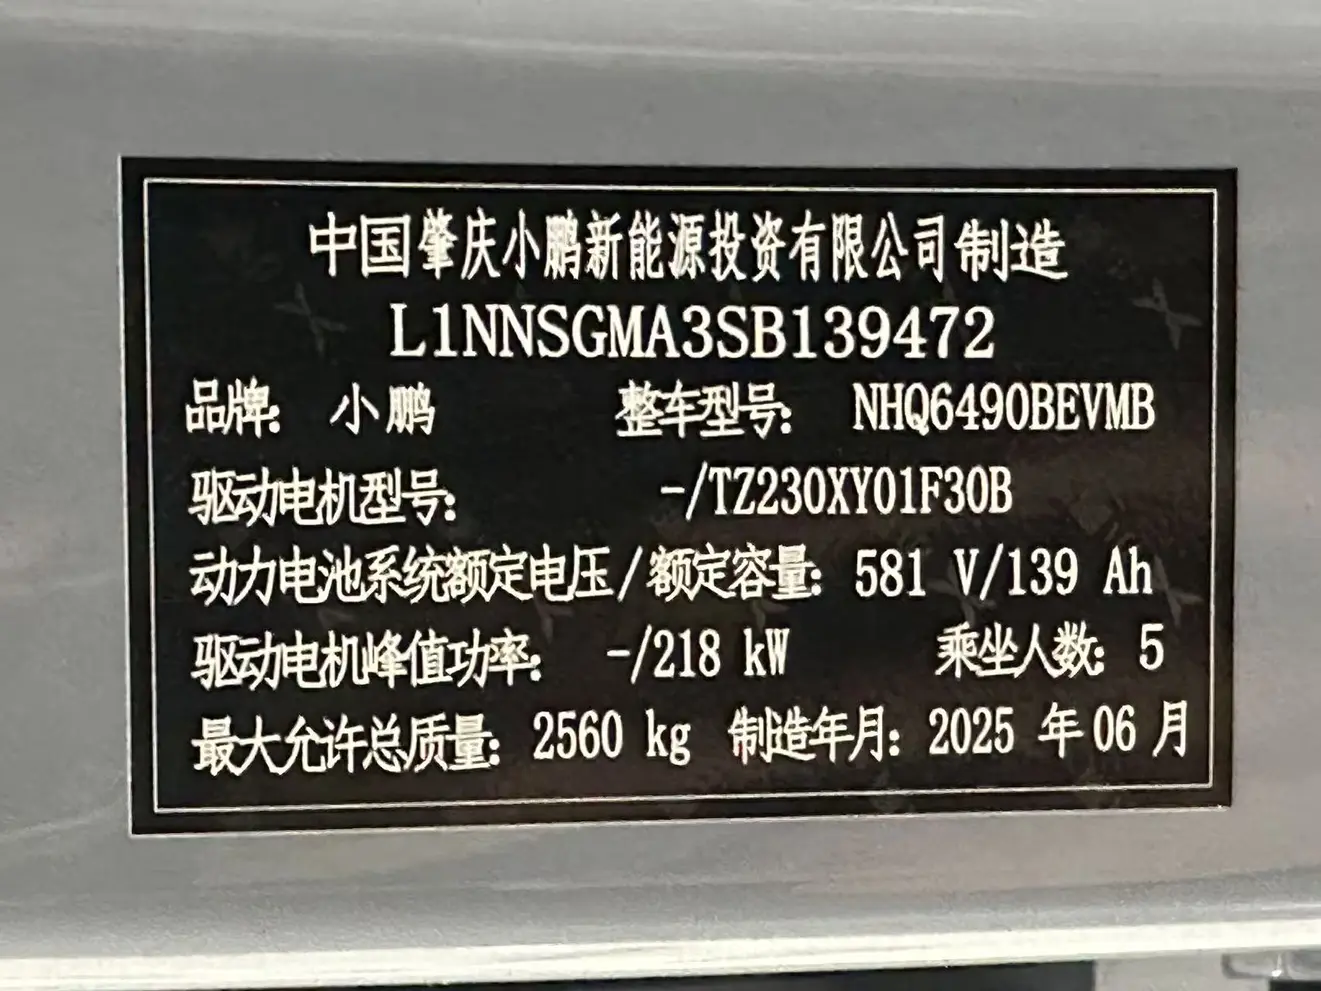 中国肇庆小鹏新能源投资有限公司制造
L1NNSGMA3SB139472
品牌: 小鹏 整车型号: NHQ6490BEVMB
驱动电机型号: -/TZ230XY01F30B
动力电池系统额定电压/额定容量: 581 V/139 Ah
驱动电机峰值功率: -/218 kW 乘坐人数: 5
最大允许总质量: 2560 kg 制造年月: 2025 年 06 月